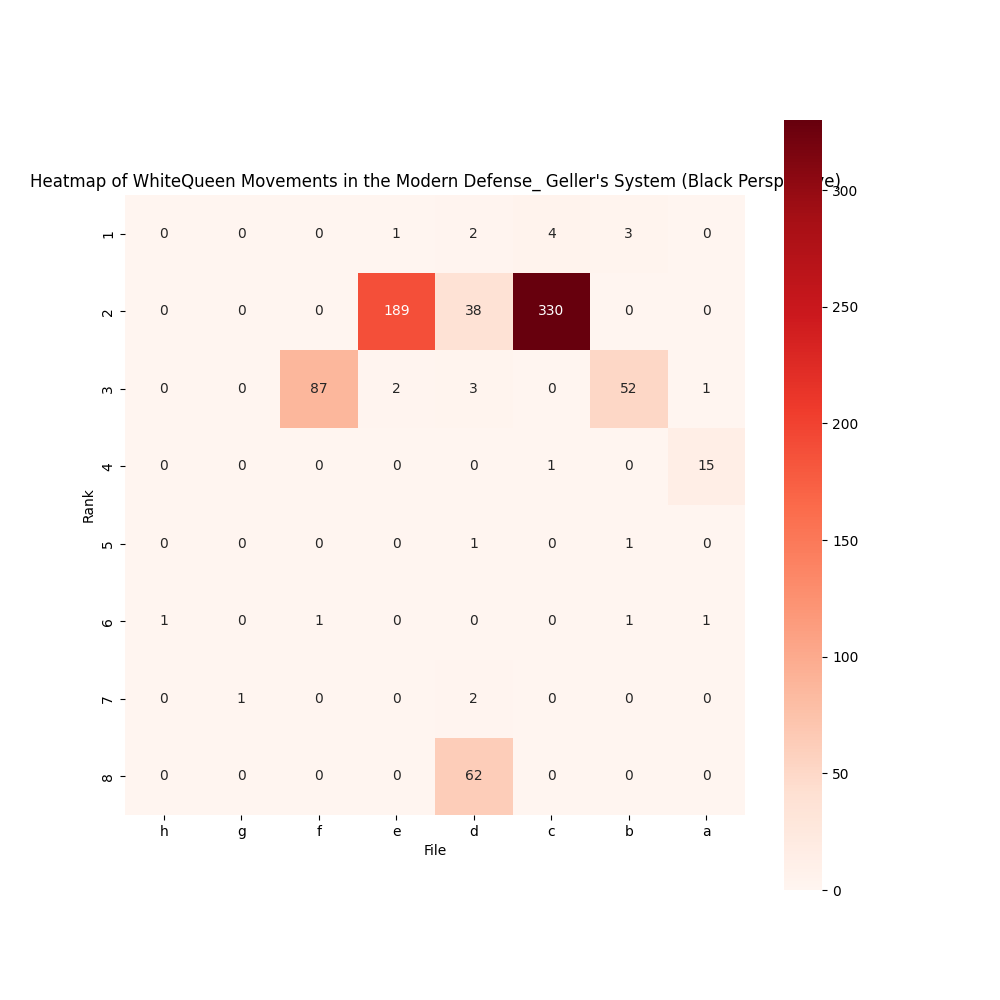 Heatmap of WhiteQueen Movements in the Modern Defense_ Geller's System (Black Perspective)
300
1 0 0 0 1 2 4 3 0
250
2 0 0 0 189 38 330 0 0
3 0 0 87 2 3 0 52 1
200
4 0 0 0 0 0 1 0 15
Rank
150
5 0 0 0 0 1 0 1 0
6 1 0 1 0 0 0 1 1
100
7 0 1 0 0 2 0 0 0
50
8 0 0 0 0 62 0 0 0
h g f e d c b a
File
0